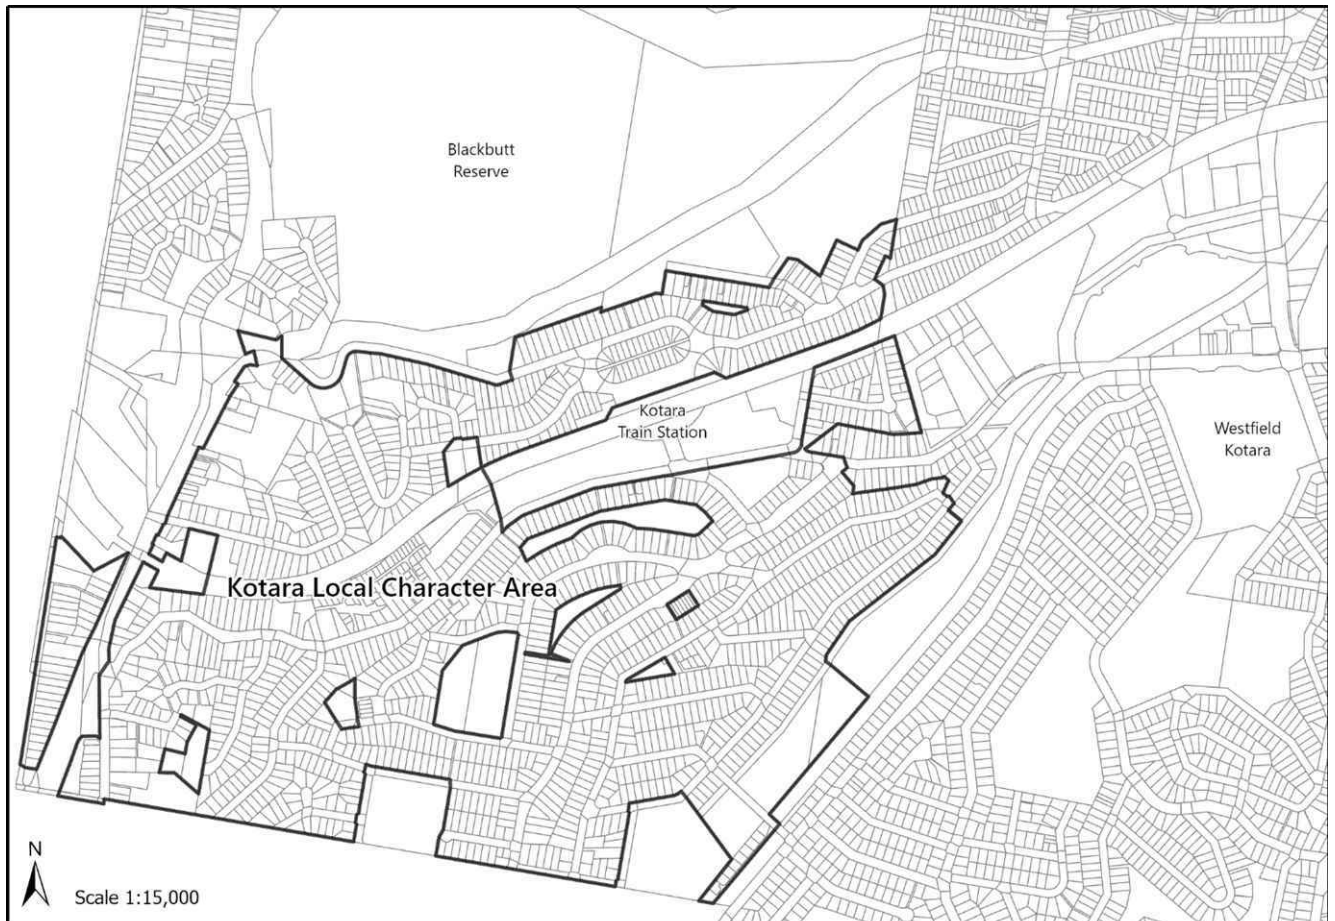 Blackbutt
Reserve
Kotara
Train Station
Westfield
Kotara
Kotara Local Character Area
N
Scale 1:15,000